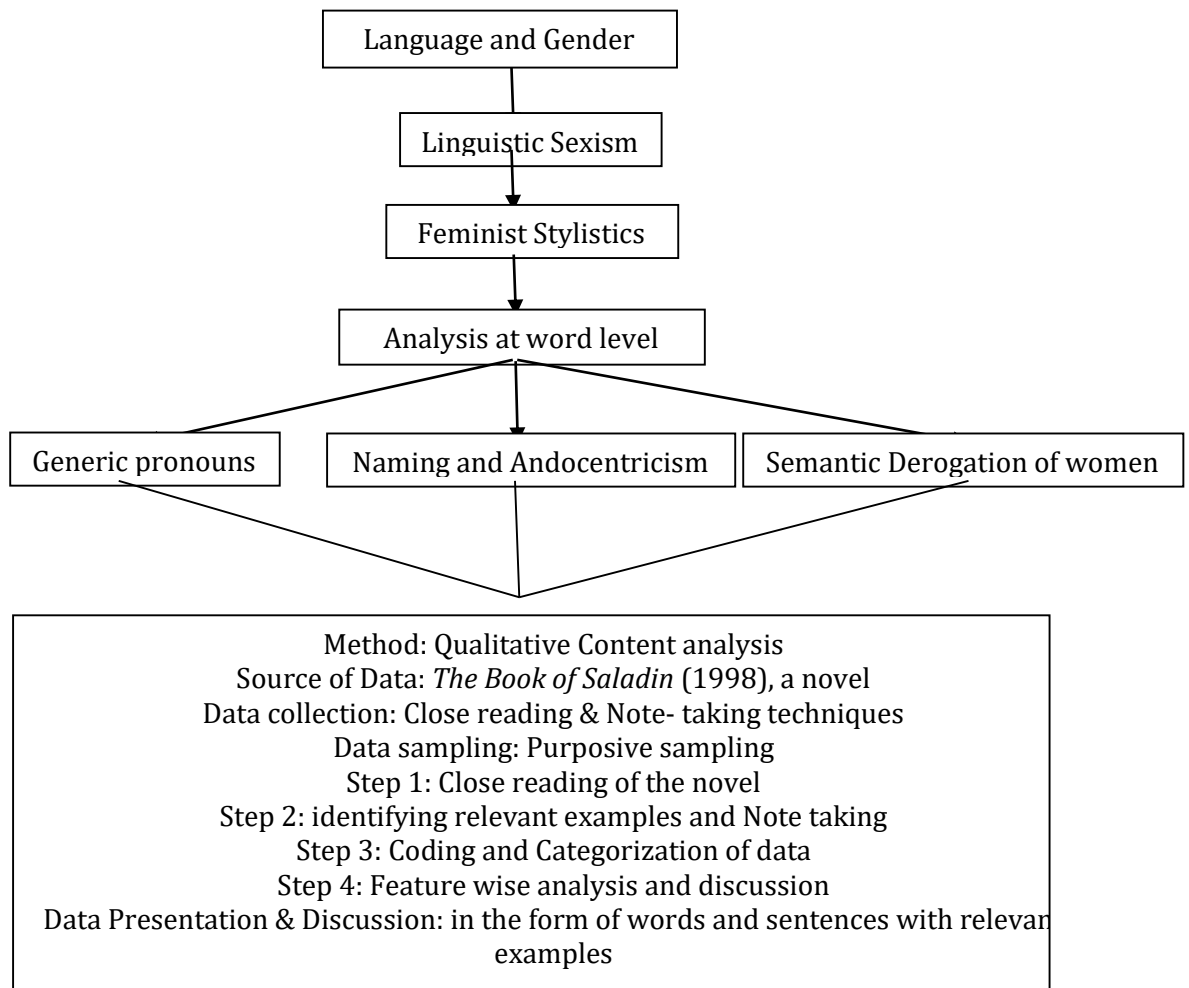 Language and Gender
Linguistic Sexism
Feminist Stylistics
Analysis at word level
Generic pronouns
Naming and Andocentricism
Semantic Derogation of women
Method: Qualitative Content analysis
Source of Data: The Book of Saladin (1998), a novel
Data collection: Close reading & Note- taking techniques
Data sampling: Purposive sampling
Step 1: Close reading of the novel
Step 2: identifying relevant examples and Note taking
Step 3: Coding and Categorization of data
Step 4: Feature wise analysis and discussion
Data Presentation & Discussion: in the form of words and sentences with relevan
examples